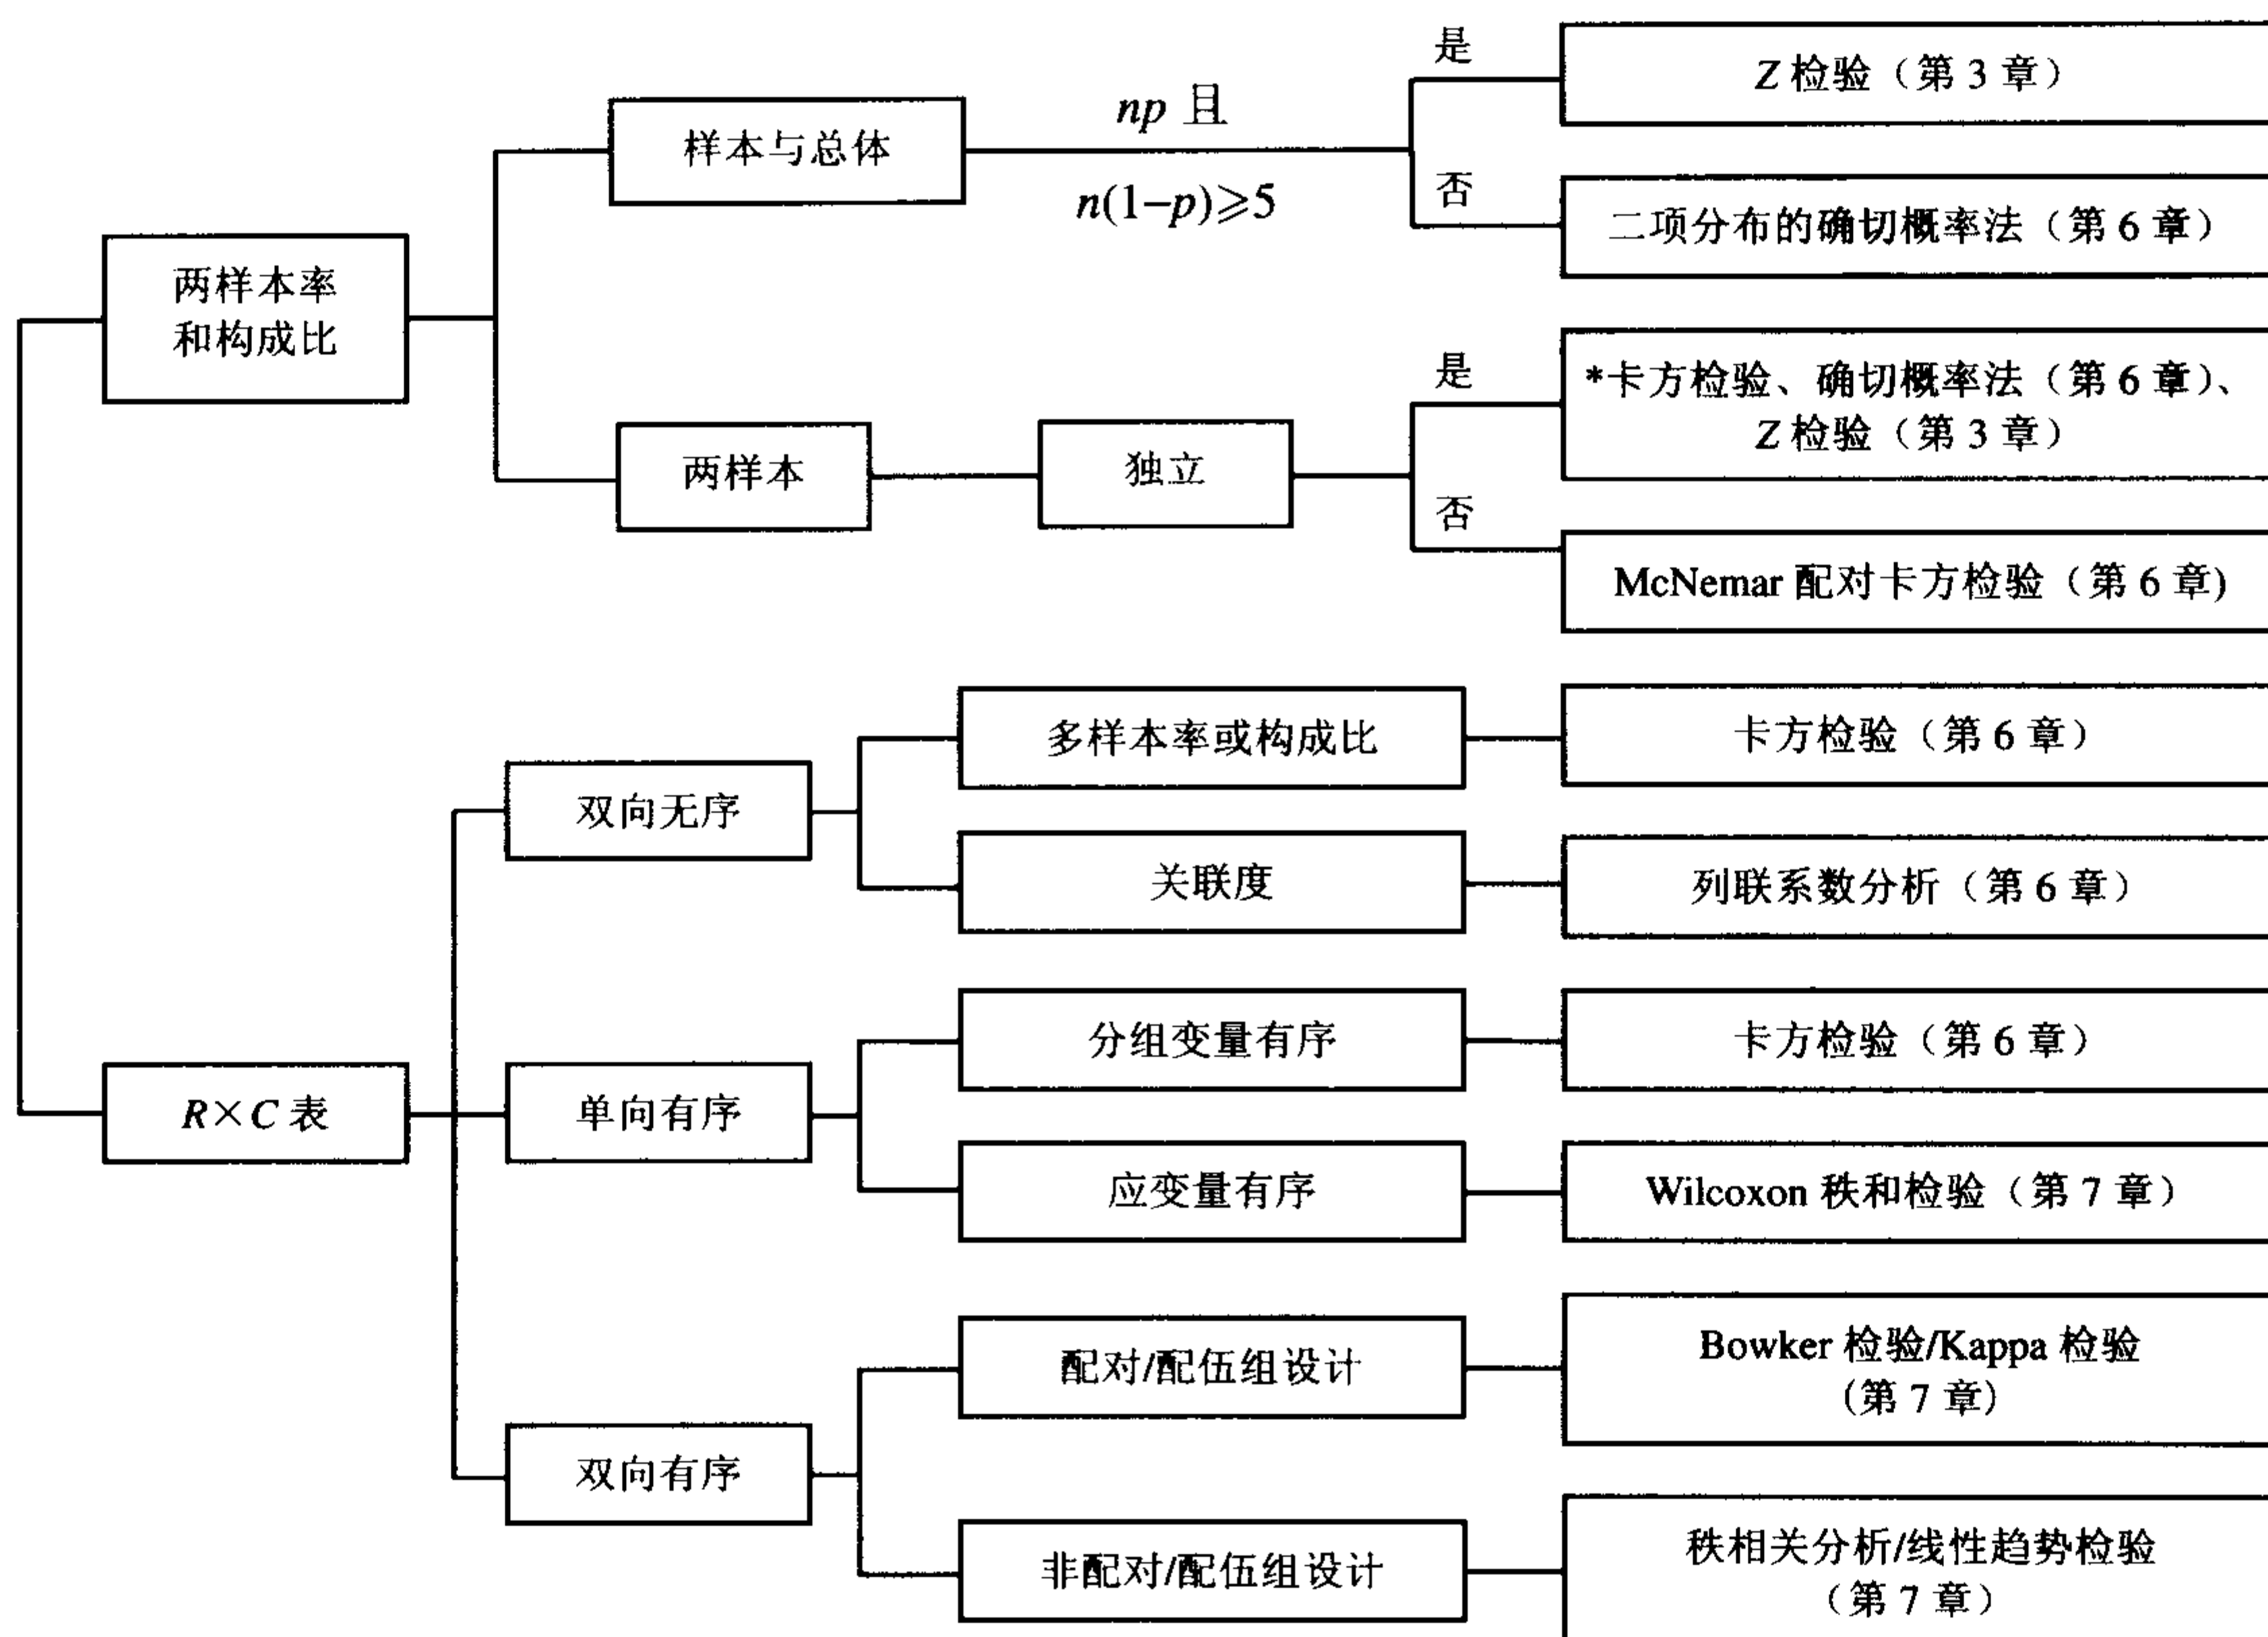 是
Z 检验（第 3 章）
样本与总体
np 且
n(1−p)⩾5
否
二项分布的确切概率法（第 6 章）
两样本率
和构成比
是
*卡方检验、确切概率法（第 6 章）、
Z 检验（第 3 章）
两样本
独立
否
McNemar 配对卡方检验（第 6 章)
多样本率或构成比
卡方检验（第 6 章）
双向无序
关联度
列联系数分析（第 6 章）
分组变量有序
卡方检验（第 6 章）
R×C 表
单向有序
应变量有序
Wilcoxon 秩和检验（第 7 章）
配对/配伍组设计
Bowker 检验/Kappa 检验
(第 7 章)
双向有序
非配对/配伍组设计
秩相关分析/线性趋势检验
（第 7 章）